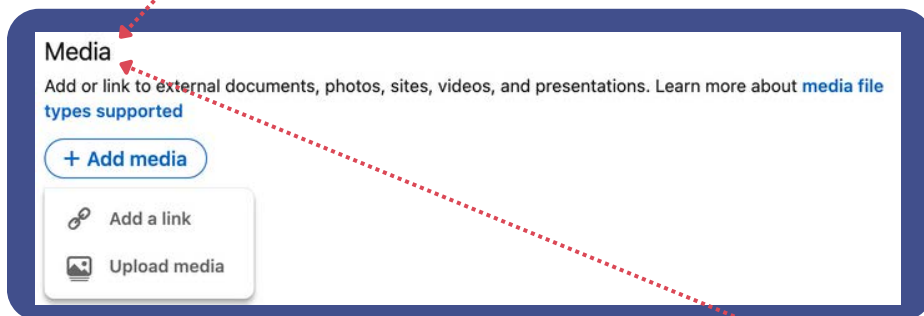 Media
Add or link to external documents, photos, sites, videos, and presentations. Learn more about media file
types supported
+ Add media
Add a link
Upload media